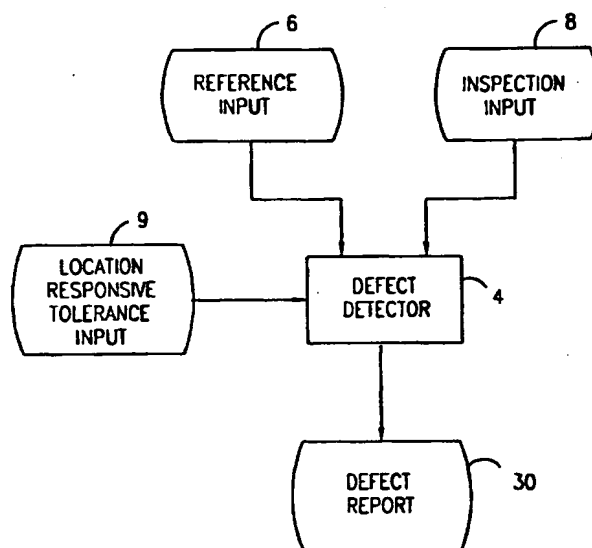 6
REFERENCE
INPUT
8
INSPECTION
INPUT
9
LOCATION
RESPONSIVE
TOLERANCE
INPUT
DEFECT
DETECTOR
4
DEFECT
REPORT
30